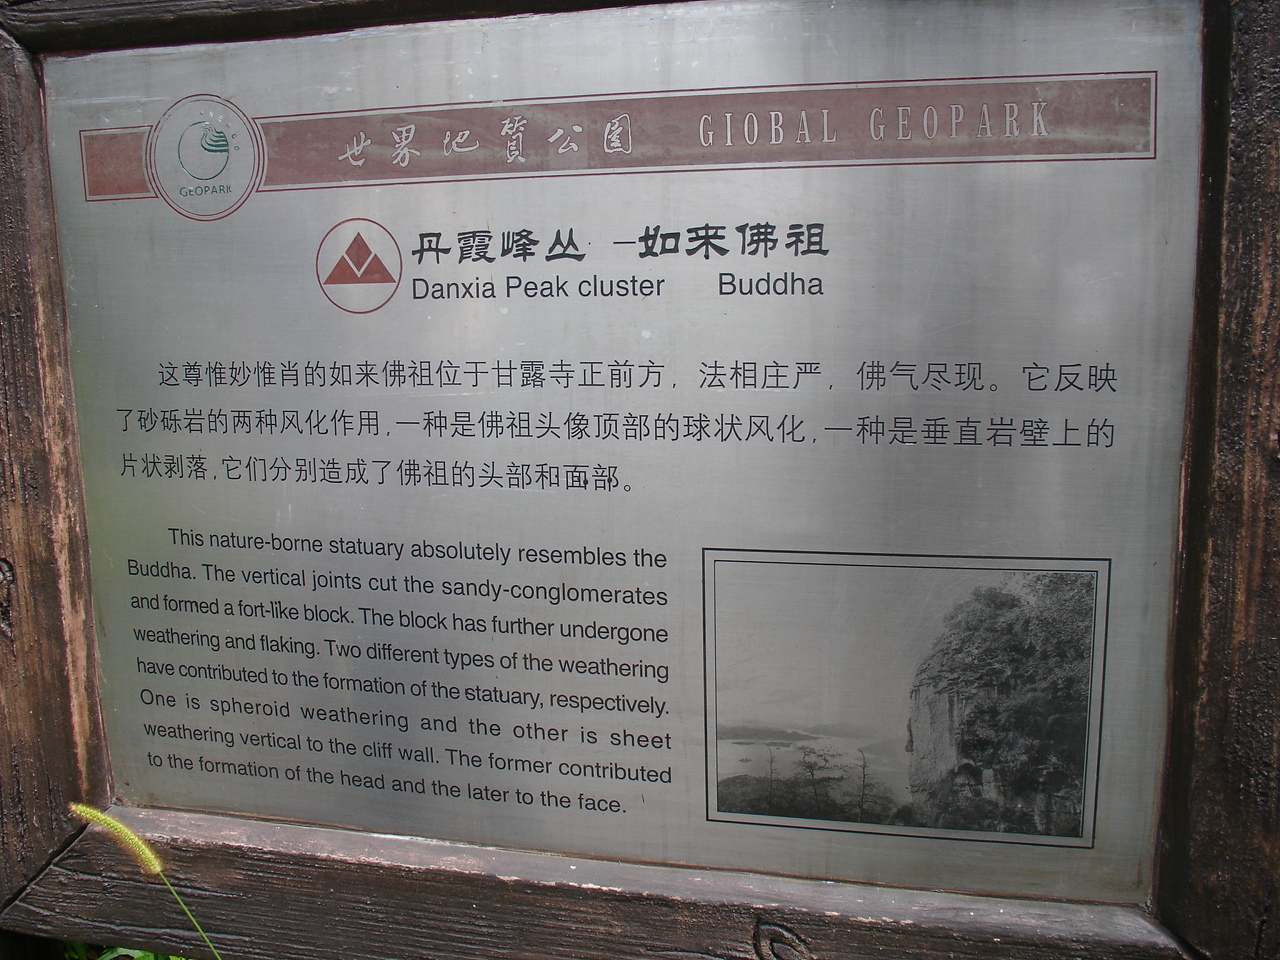 世界地質公園 GIOBAL GEOPARK
GEOPARK
丹霞峰丛 —如来佛祖
Danxia Peak cluster Buddha
这尊惟妙惟肖的如来佛祖位于甘露寺正前方，法相庄严，佛气尽现。它反映
了砂砾岩的两种风化作用,一种是佛祖头像顶部的球状风化,一种是垂直岩壁上的
片状剥落,它们分别造成了佛祖的头部和面部。
This nature-borne statuary absolutely resembles the
Buddha. The vertical joints cut the sandy-conglomerates
and formed a fort-like block. The block has further undergone
weathering and flaking. Two different types of the weathering
have contributed to the formation of the statuary, respectively.
One is spheroid weathering and the other is sheet
weathering vertical to the cliff wall. The former contributed
to the formation of the head and the later to the face.